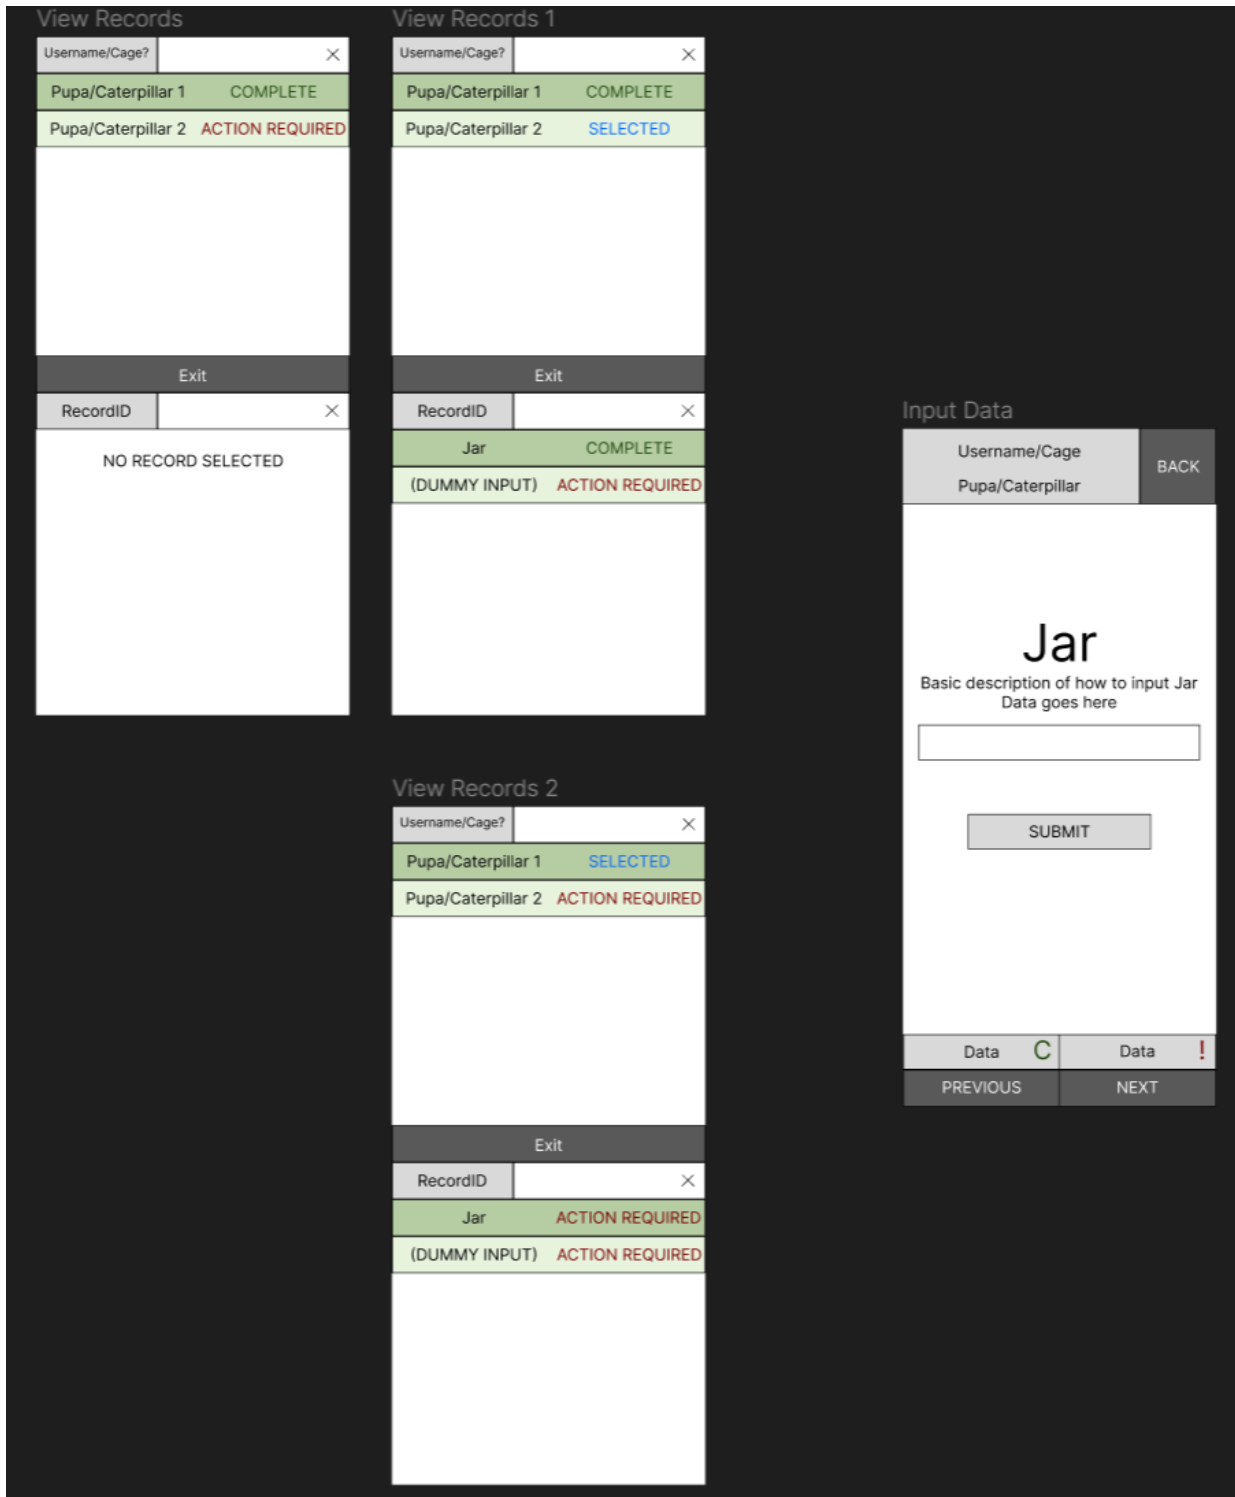 View Records
Username/Cage?
Pupa/Caterpillar 1 COMPLETE
Pupa/Caterpillar 2 ACTION REQUIRED
Exit
RecordID
NO RECORD SELECTED
View Records 1
Username/Cage?
Pupa/Caterpillar 1 COMPLETE
Pupa/Caterpillar 2 SELECTED
Exit
RecordID
Jar COMPLETE
(DUMMY INPUT) ACTION REQUIRED
View Records 2
Username/Cage?
Pupa/Caterpillar 1 SELECTED
Pupa/Caterpillar 2 ACTION REQUIRED
Exit
RecordID
Jar ACTION REQUIRED
(DUMMY INPUT) ACTION REQUIRED
Input Data
Username/Cage
Pupa/Caterpillar
BACK
Jar
Basic description of how to input Jar
Data goes here
SUBMIT
Data C Data !
PREVIOUS NEXT